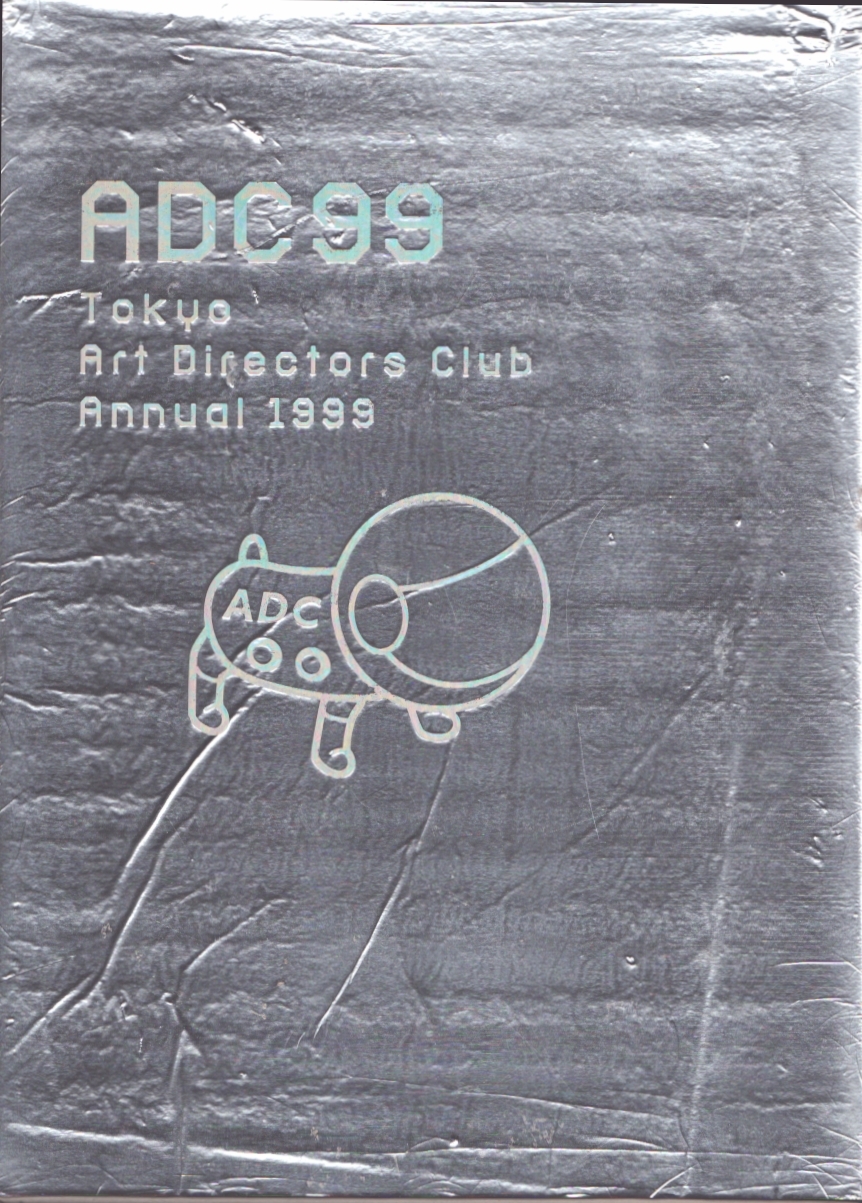 ADC99
Tokyo
Art Directors Club
Annual 1999
ADC